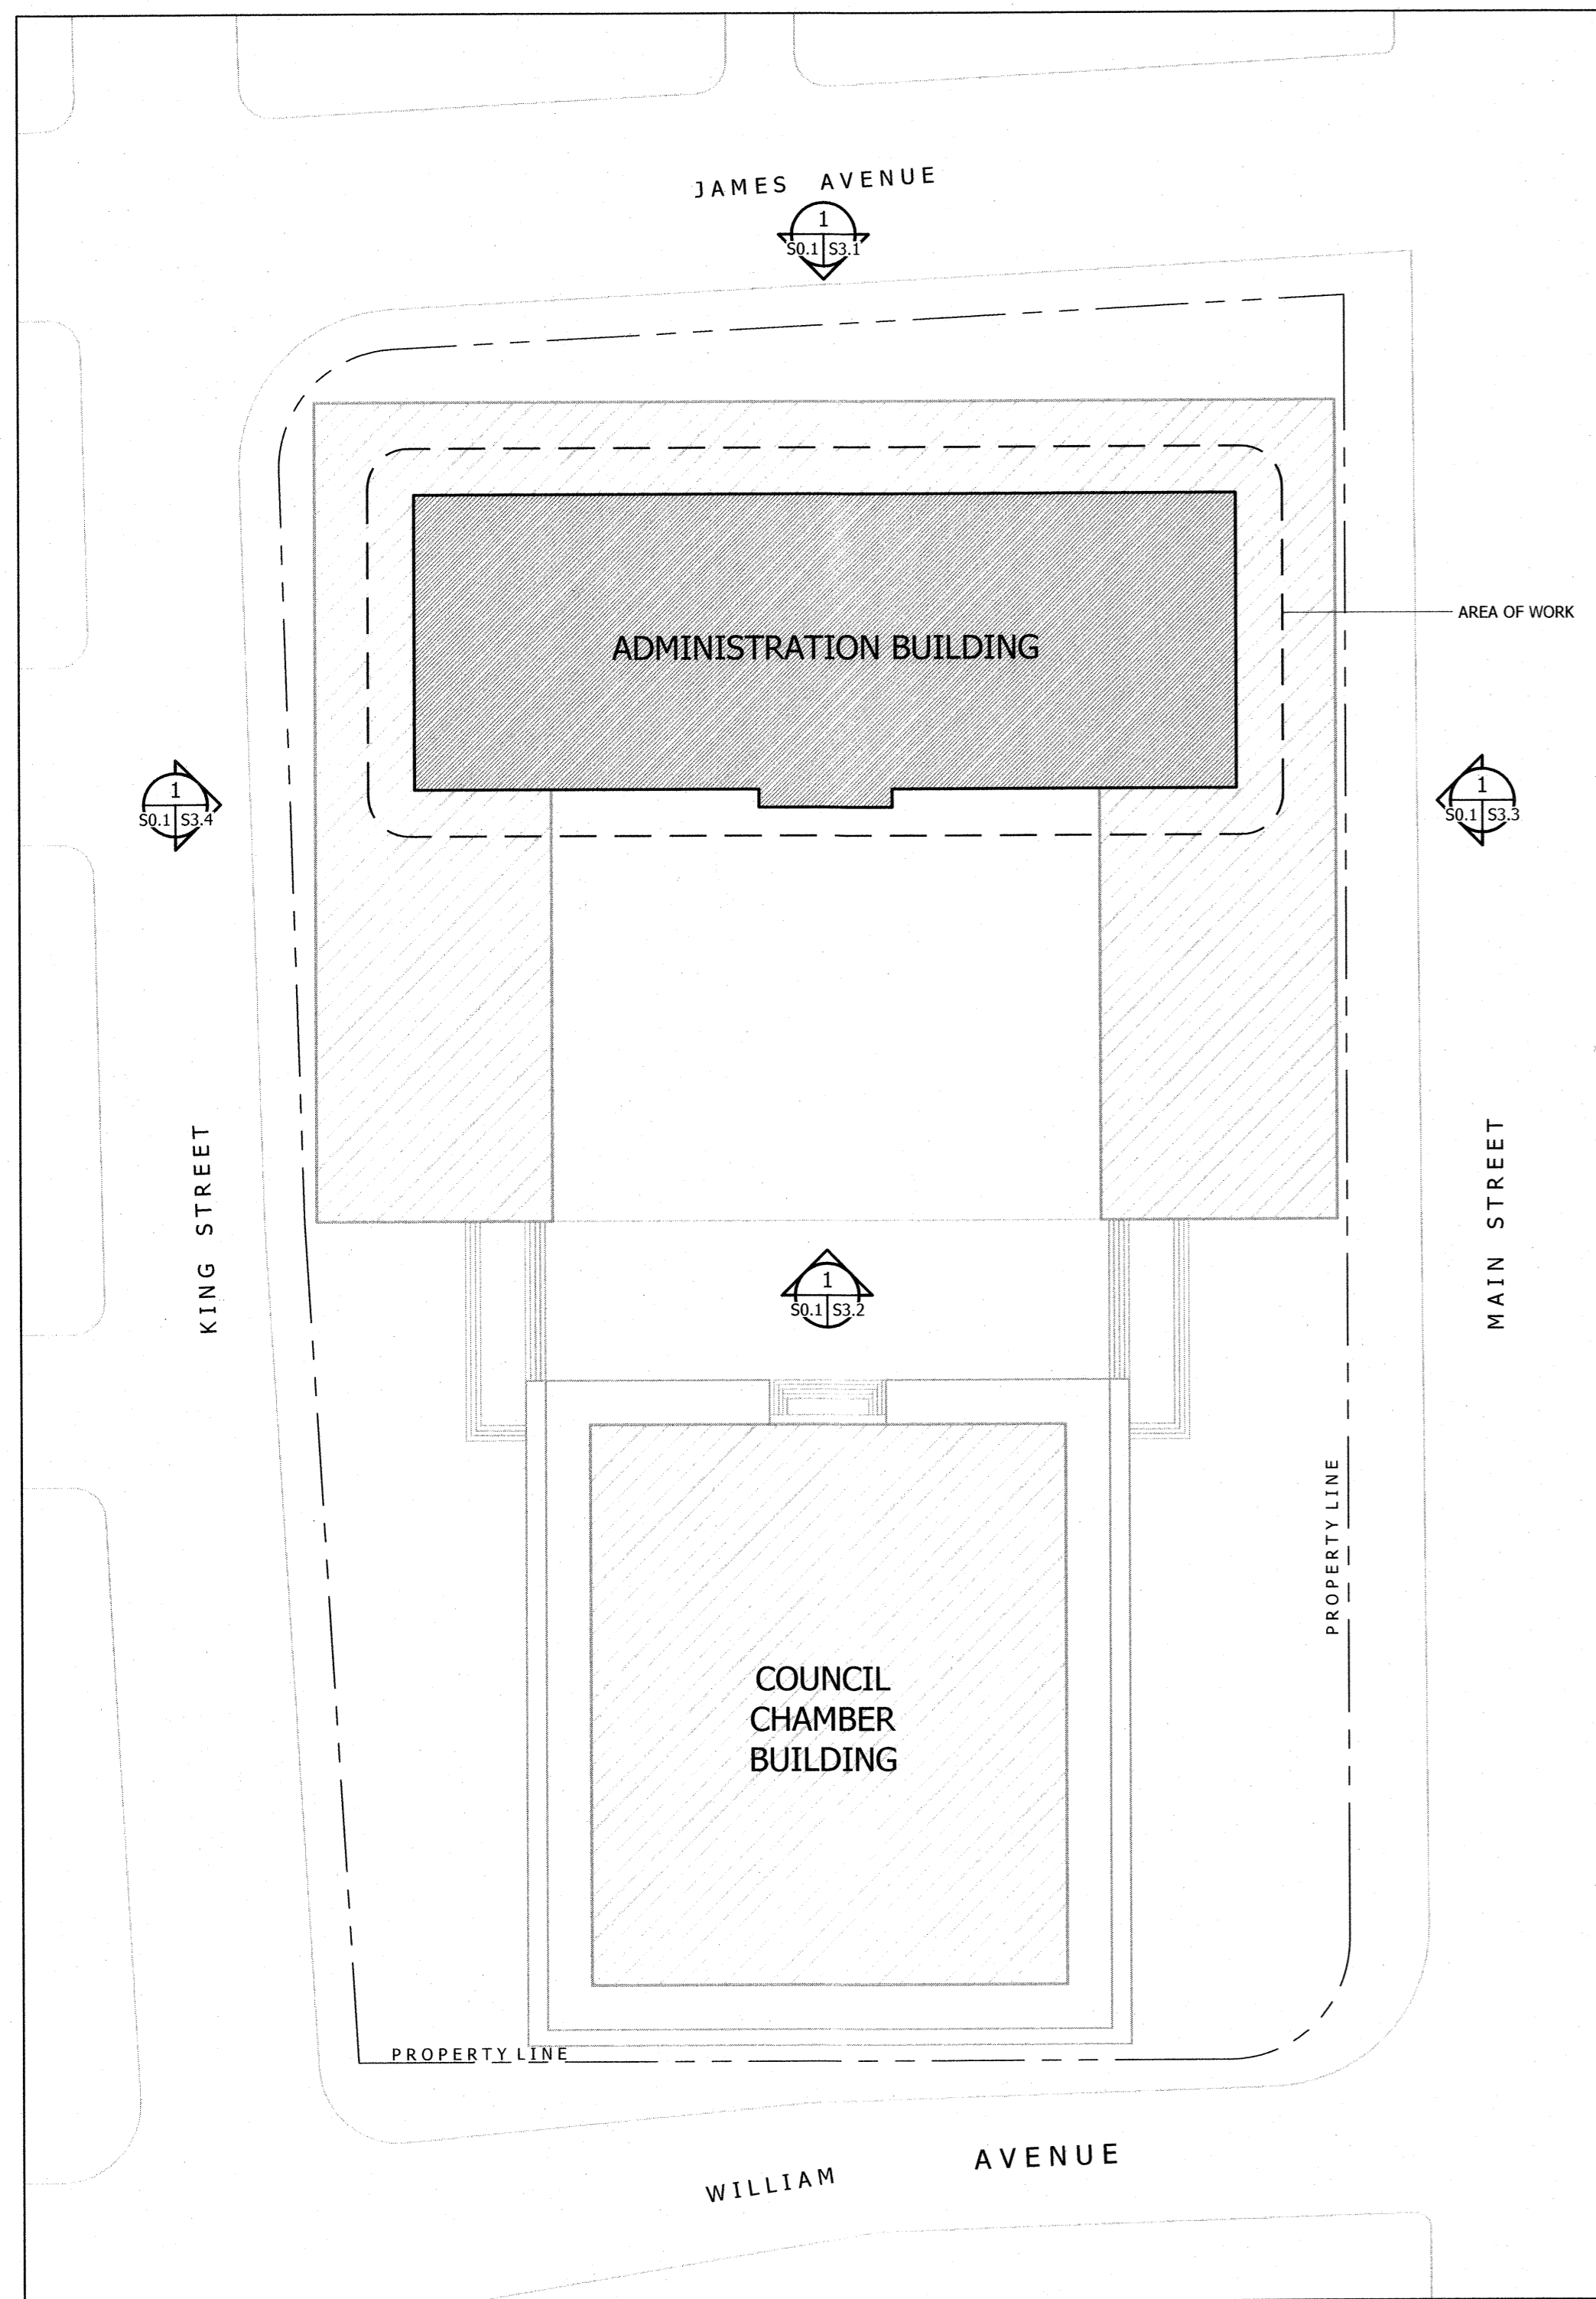 JAMES AVENUE
1
S0.1 S3.1
AREA OF WORK
ADMINISTRATION BUILDING
1
S0.1 S3.4
1
S0.1 S3.3
KING STREET
MAIN STREET
1
S0.1 S3.2
PROPERTY LINE
COUNCIL
CHAMBER
BUILDING
PROPERTY LINE
WILLIAM AVENUE